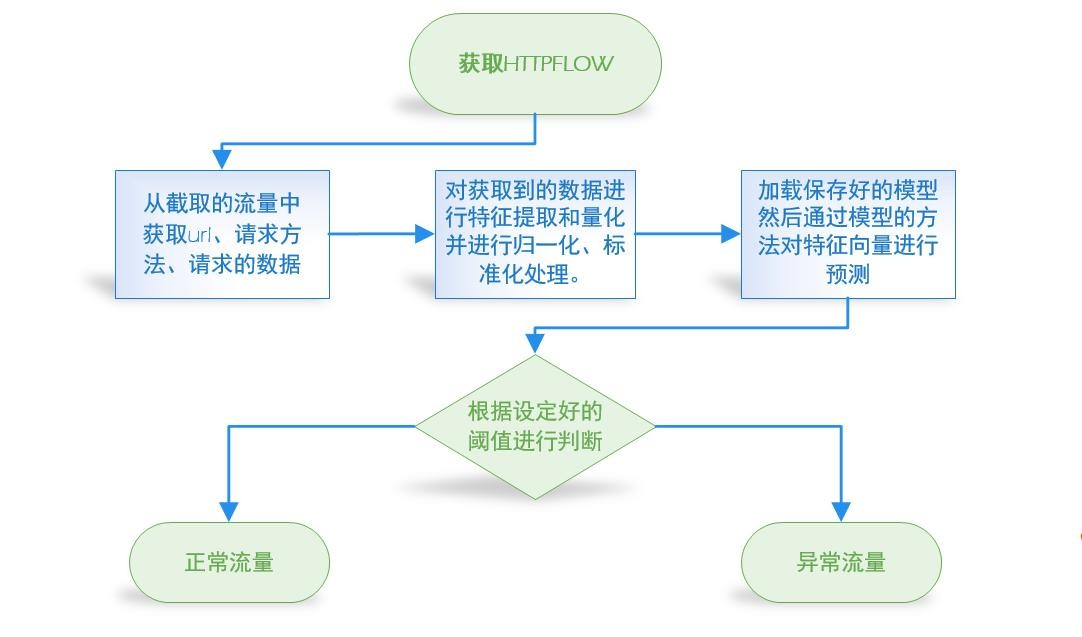 获取HTTPFLOW
从截取的流量中
获取url、请求方
法、请求的数据
对获取到的数据进
行特征提取和量化
并进行归一化、标
准化处理。
加载保存好的模型
然后通过模型的方
法对特征向量进行
预测
根据设定好的
阈值进行判断
正常流量
异常流量